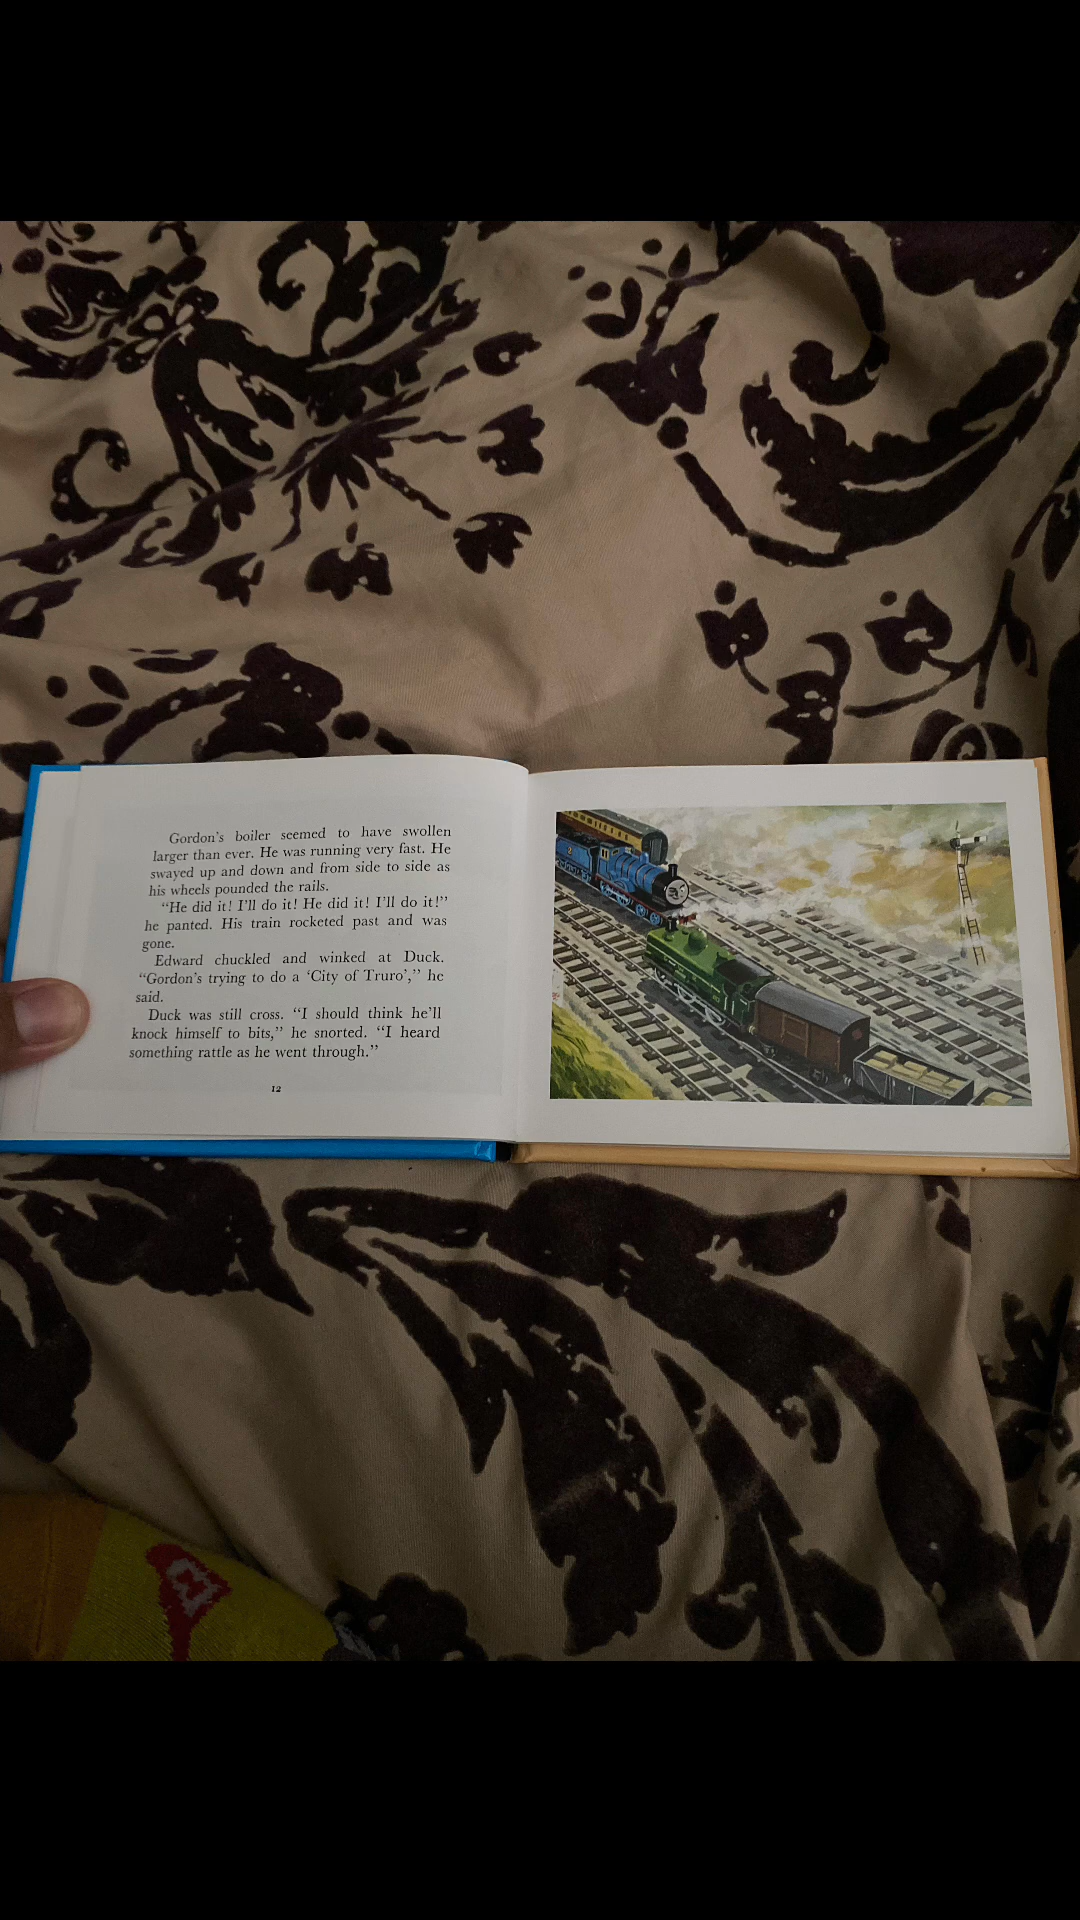 Gordon's boiler seemed to have swollen
larger than ever. He was running very fast. He
swayed up and down and from side to side as
his wheels pounded the rails.
“He did it! I'll do it! He did it! I'll do it!”
he panted. His train rocketed past and was
gone.
Edward chuckled and winked at Duck.
“Gordon's trying to do a ‘City of Truro’,” he
said.
Duck was still cross. “I should think he'll
knock himself to bits,” he snorted. “I heard
something rattle as he went through.”
12